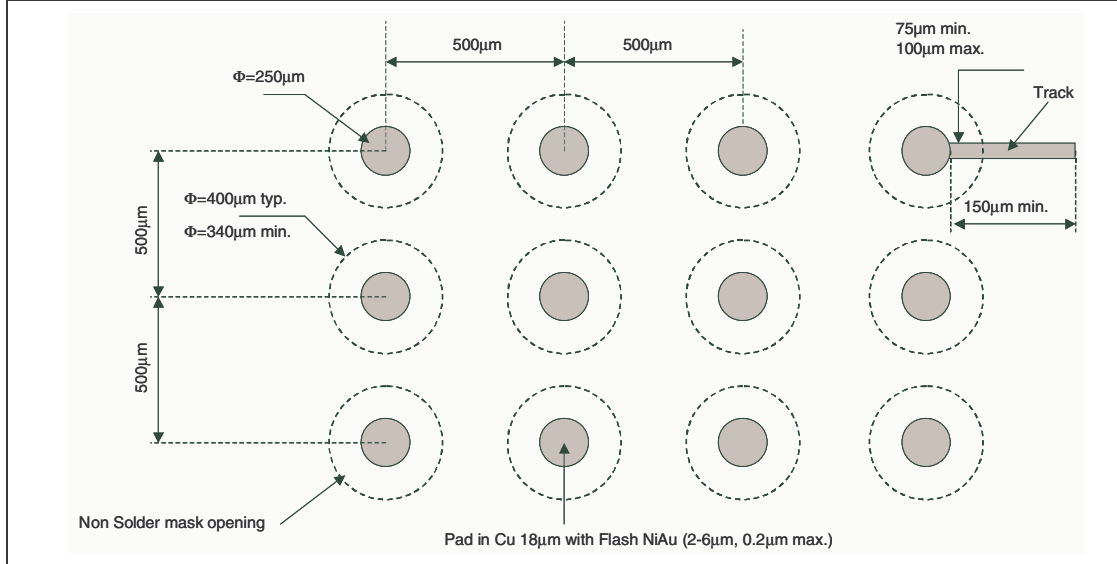 75µm min.
100µm max.
500µm
500µm
Φ=250µm
Track
Φ=400µm typ.
Φ=340µm min.
500µm
150µm min.
500µm
Non Solder mask opening
Pad in Cu 18µm with Flash NiAu (2-6µm, 0.2µm max.)